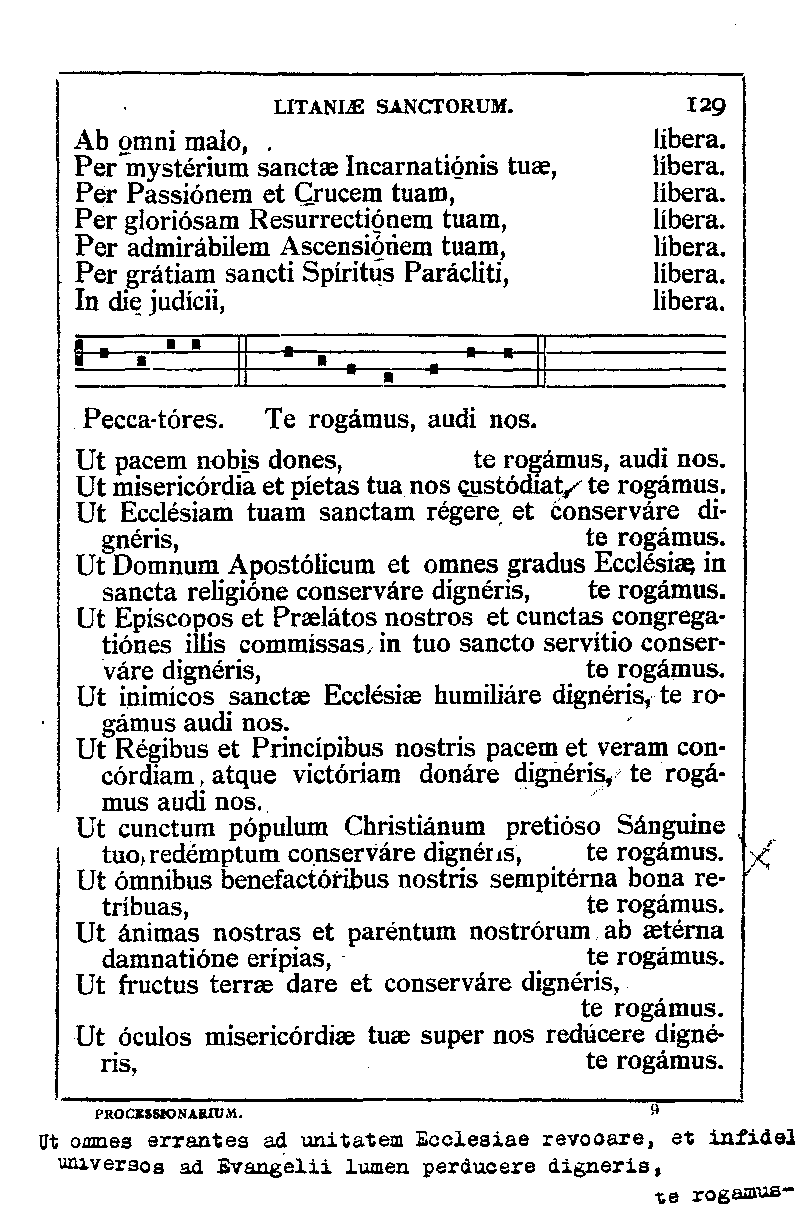 LITANIÆ SANCTORUM. 129
Ab omni malo, . libera.
Per mystérium sanctæ Incarnatiónis tuæ, líbera.
Per Passiónem et Crucem tuam, líbera.
Per gloriósam Resurrectiónem tuam, líbera.
Per admirábilem Ascensiónem tuam, líbera.
Per grátiam sancti Spíritus Parácliti, líbera.
In die judícii, libera.
Pecca-tóres. Te rogámus, audi nos.
Ut pacem nobis dones, te rogámus, audi nos.
Ut misericórdia et píetas tua nos custódiat, te rogámus.
Ut Ecclésiam tuam sanctam régere et conserváre di-
gnéris, te rogámus.
Ut Domnum Apostólicum et omnes gradus Ecclésiæ, in
sancta religióne conserváre dignéris, te rogámus.
Ut Epíscopos et Prælátos nostros et cunctas congrega-
tiónes illis commíssas, in tuo sancto servítio conser-
váre dignéris, te rogámus.
Ut inimícos sanctæ Ecclésiæ humiliáre dignéris, te ro-
gámus audi nos.
Ut Régibus et Princípibus nostris pacem et veram con-
córdiam, atque victóriam donáre dignéris, te rogá-
mus audi nos.
Ut cunctum pópulum Christiánum pretióso Sánguine
tuo, redémptum conserváre dignéris, te rogámus. X
Ut ómnibus benefactóribus nostris sempitérna bona re-
tríbuas, te rogámus.
Ut ánimas nostras et paréntum nostrórum ab ætérna
damnatióne erípias, te rogámus.
Ut fructus terræ dare et conserváre dignéris,
te rogámus.
Ut óculos misericórdiæ tuæ super nos redúcere digné-
ris, te rogámus.
PROCESSIONARIUM. 9
Ut omnes errantes ad unitatem Ecclesiae revocare, et infidel
universos ad Evangelii lumen perducere digneris,
te rogamus-